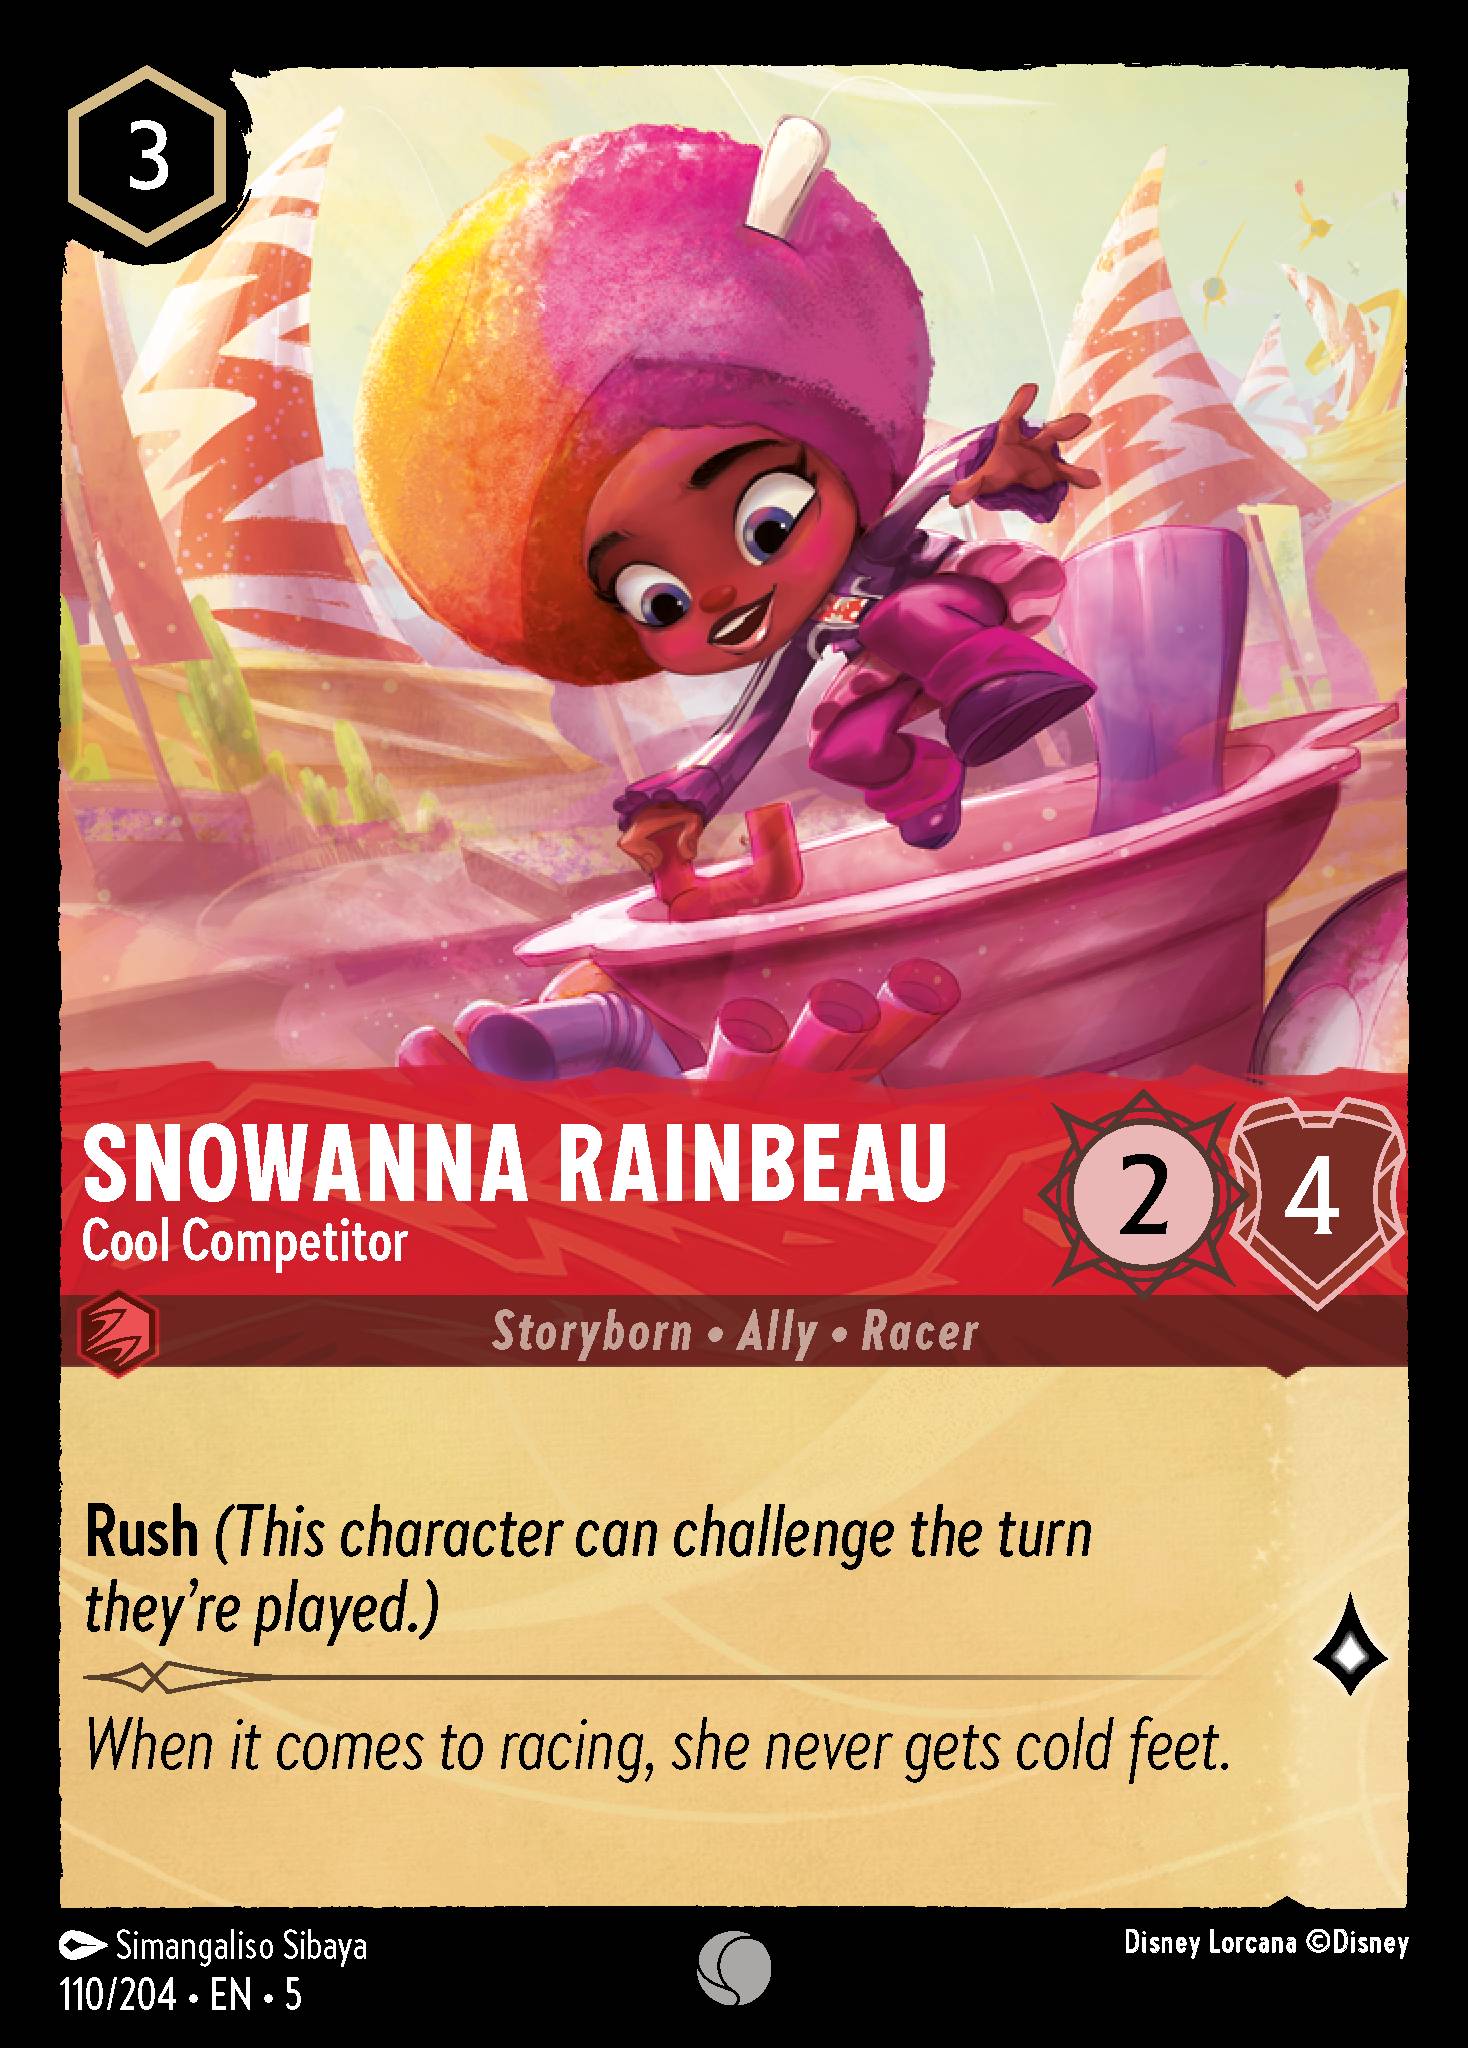 3
SNOWANNA RAINBEAU
Cool Competitor
2
4
Storyborn • Ally • Racer
Rush (This character can challenge the turn
they're played.)
When it comes to racing, she never gets cold feet.
Simangaliso Sibaya
110/204 • EN • 5
Disney Lorcana ©Disney